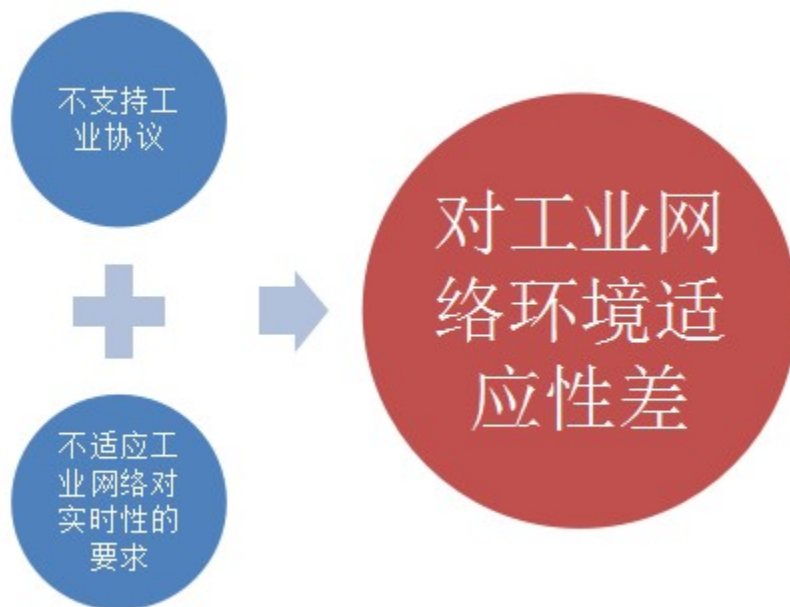 不支持工
业协议
不适应工
业网络对
实时性的
要求
对工业网
络环境适
应性差